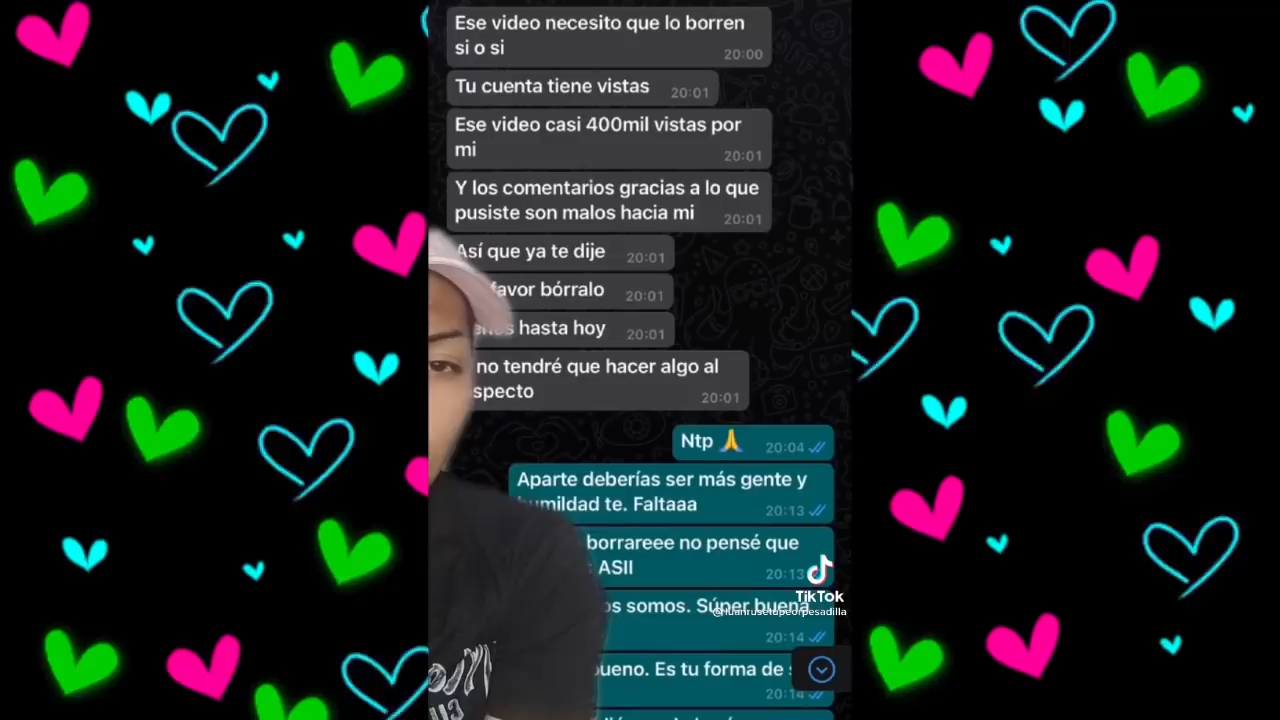 Ese video necesito que lo borren
si o si
20:00
Tu cuenta tiene vistas 20:01
Ese video casi 400mil vistas por
mi
20:01
Y los comentarios gracias a lo que
pusiste son malos hacia mi 20:01
Así que ya te dije 20:01
favor bórralo 20:01
hasta hoy 20:01
no tendré que hacer algo al
20:01
Ntp 🙏 20:04
Aparte deberías ser más gente y
te. Faltaaa 20:13
borrareee no pensé que
ASII 20:13
TikTok
somos. Súper buena
20:14
bueno. Es tu forma de
20:14